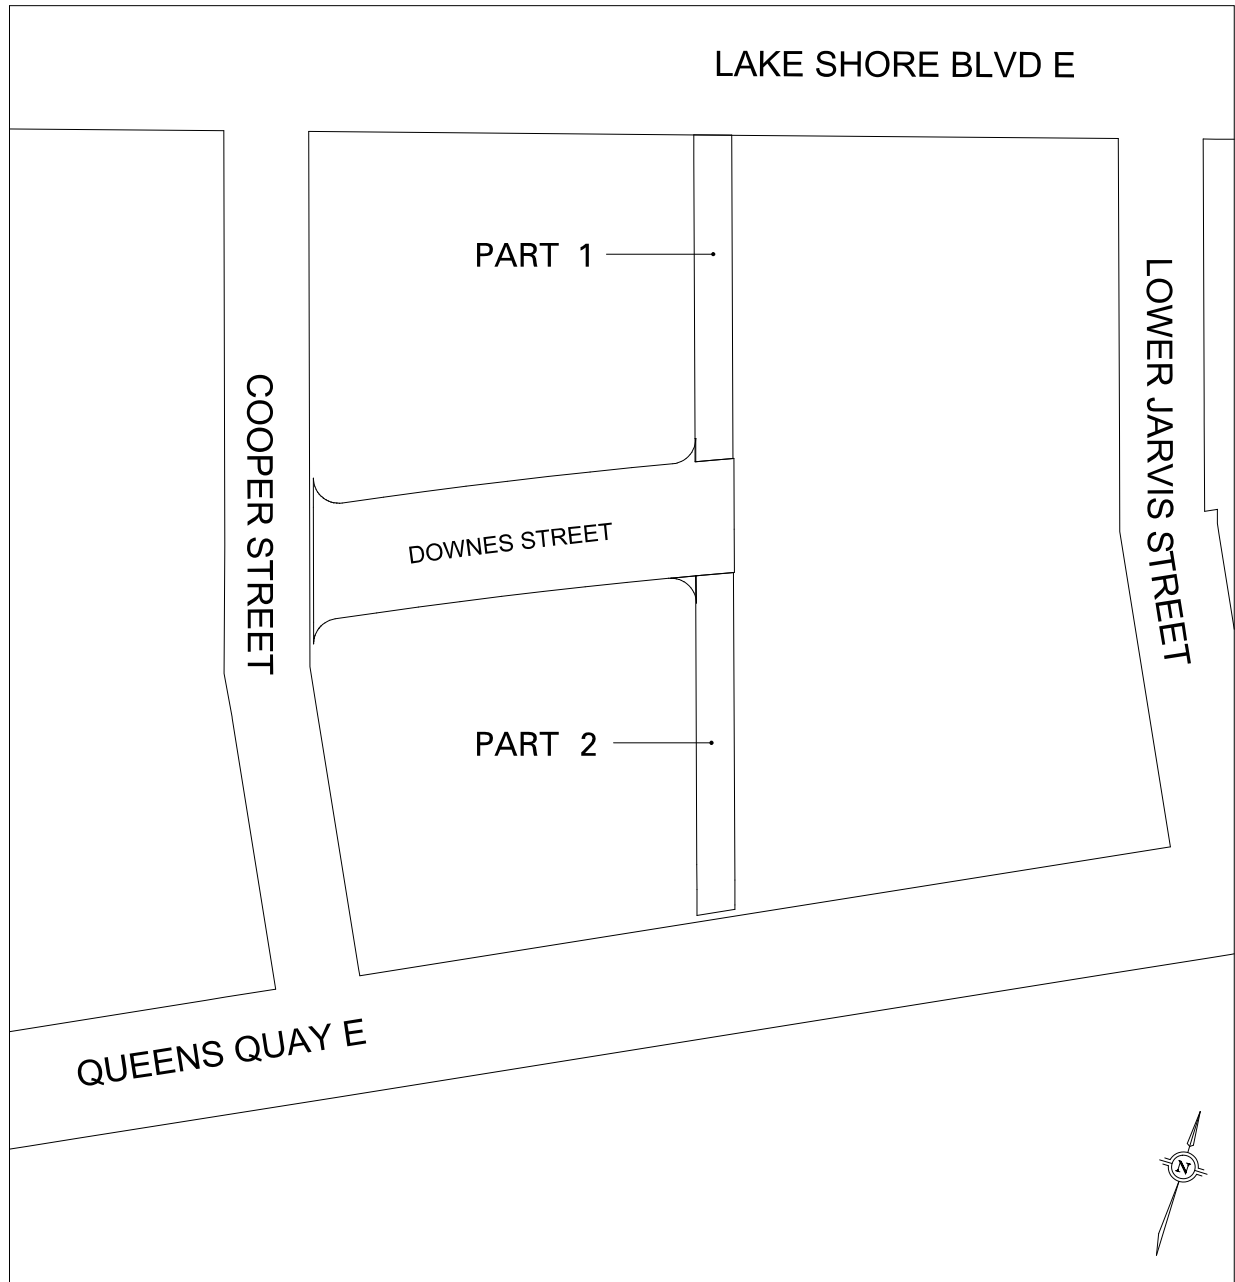 LAKE SHORE BLVD E
PART 1
LOWER JARVIS STREET
COOPER STREET
DOWNES STREET
PART 2
QUEENS QUAY E
N